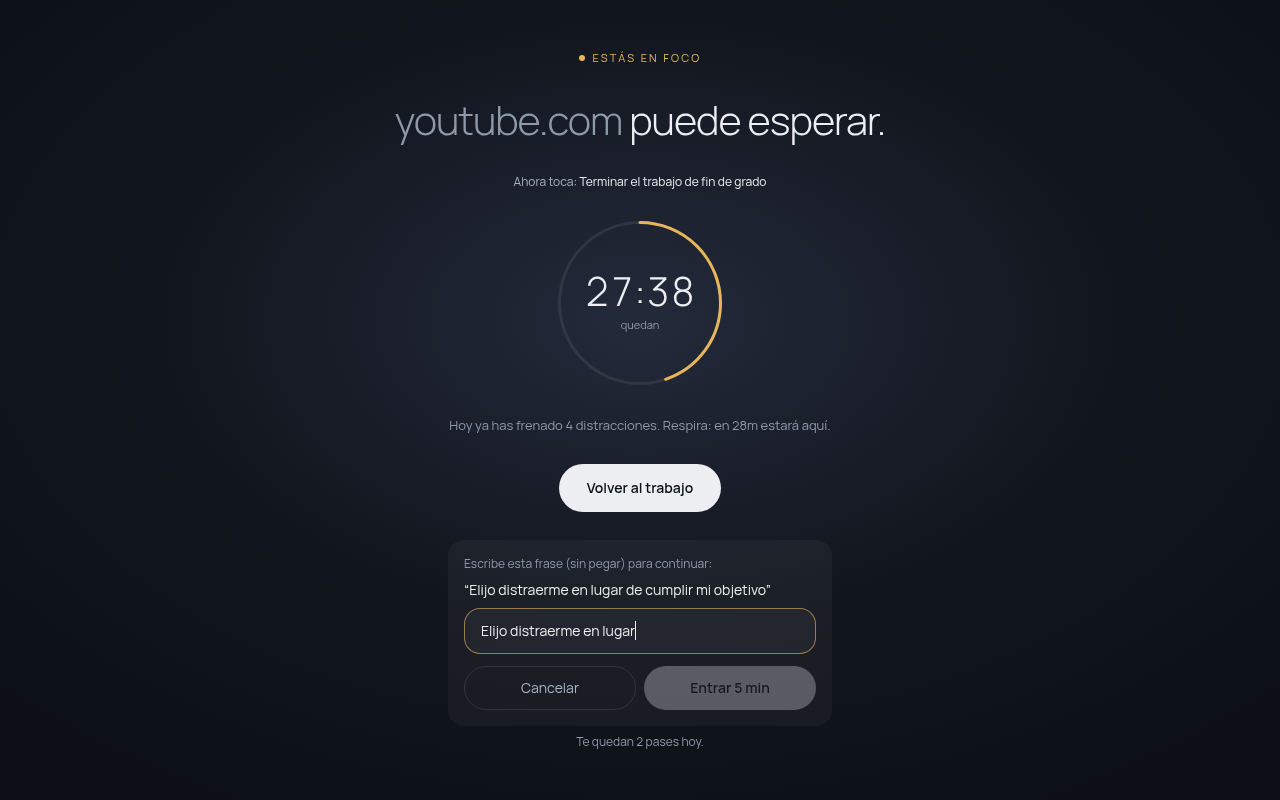 ESTÁS EN FOCO
youtube.com puede esperar.
Ahora toca: Terminar el trabajo de fin de grado
27:38
quedan
Hoy ya has frenado 4 distracciones. Respira: en 28m estará aquí.
Volver al trabajo
Escribe esta frase (sin pegar) para continuar:
“Elijo distraerme en lugar de cumplir mi objetivo”
Elijo distraerme en lugar
Cancelar
Entrar 5 min
Te quedan 2 pases hoy.